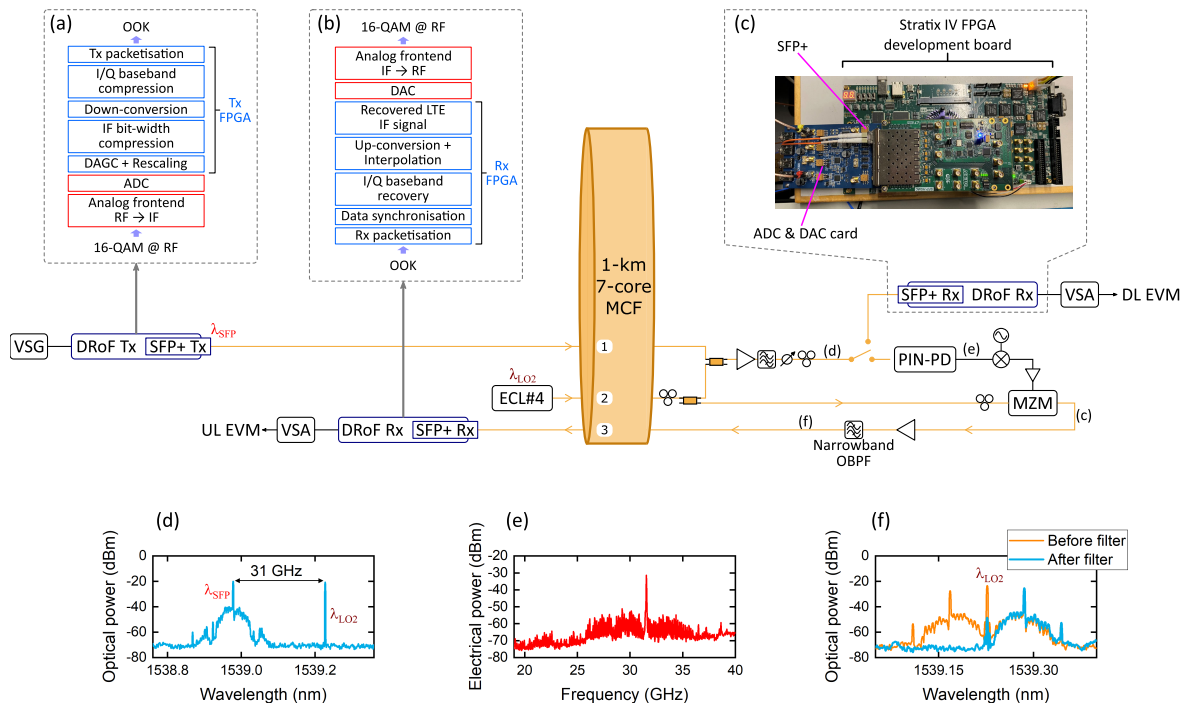 (a)
OOK
Tx packetisation
I/Q baseband
compression
Down-conversion
IF bit-width
compression
DAGC + Rescaling
ADC
Analog frontend
RF → IF
16-QAM @ RF
Tx
FPGA
(b)
16-QAM @ RF
Analog frontend
IF → RF
DAC
Recovered LTE
IF signal
Up-conversion +
Interpolation
I/Q baseband
recovery
Data synchronisation
Rx packetisation
OOK
Rx
FPGA
(c)
SFP+
Stratix IV FPGA
development board
ADC & DAC card
1-km
7-core
MCF
1
2
3
VSG
DRoF Tx
SFP+ Tx
λSFP
λLO2
ECL#4
UL EVM
VSA
DRoF Rx
SFP+ Rx
SFP+ Rx
DRoF Rx
VSA
DL EVM
(d)
PIN-PD
(e)
MZM
(c)
(f)
Narrowband
OBPF
(d)
Optical power (dBm)
0
-20
-40
-60
-80
31 GHz
λSFP
λLO2
1538.8
1539.0
1539.2
Wavelength (nm)
(e)
Electrical power (dBm)
-20
-30
-40
-50
-60
-70
-80
20
25
30
35
40
Frequency (GHz)
(f)
Optical power (dBm)
0
-20
-40
-60
-80
Before filter
After filter
λLO2
1539.15
1539.30
Wavelength (nm)